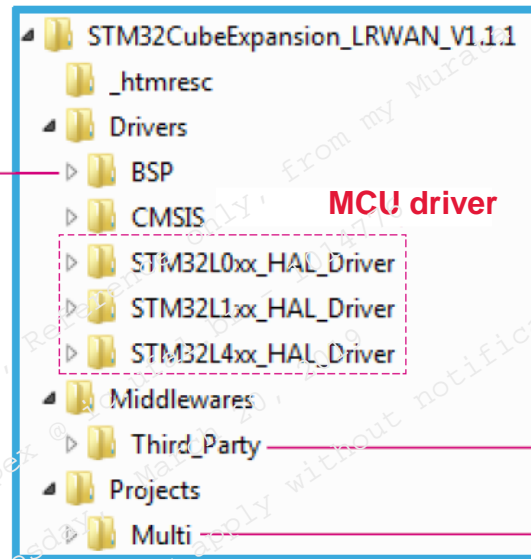 STM32CubeExpansion_LRWAN_V1.1.1
_htmresc
Drivers
BSP
CMSIS
MCU driver
STM32L0xx_HAL_Driver
STM32L1xx_HAL_Driver
STM32L4xx_HAL_Driver
Middlewares
Third_Party
Projects
Multi